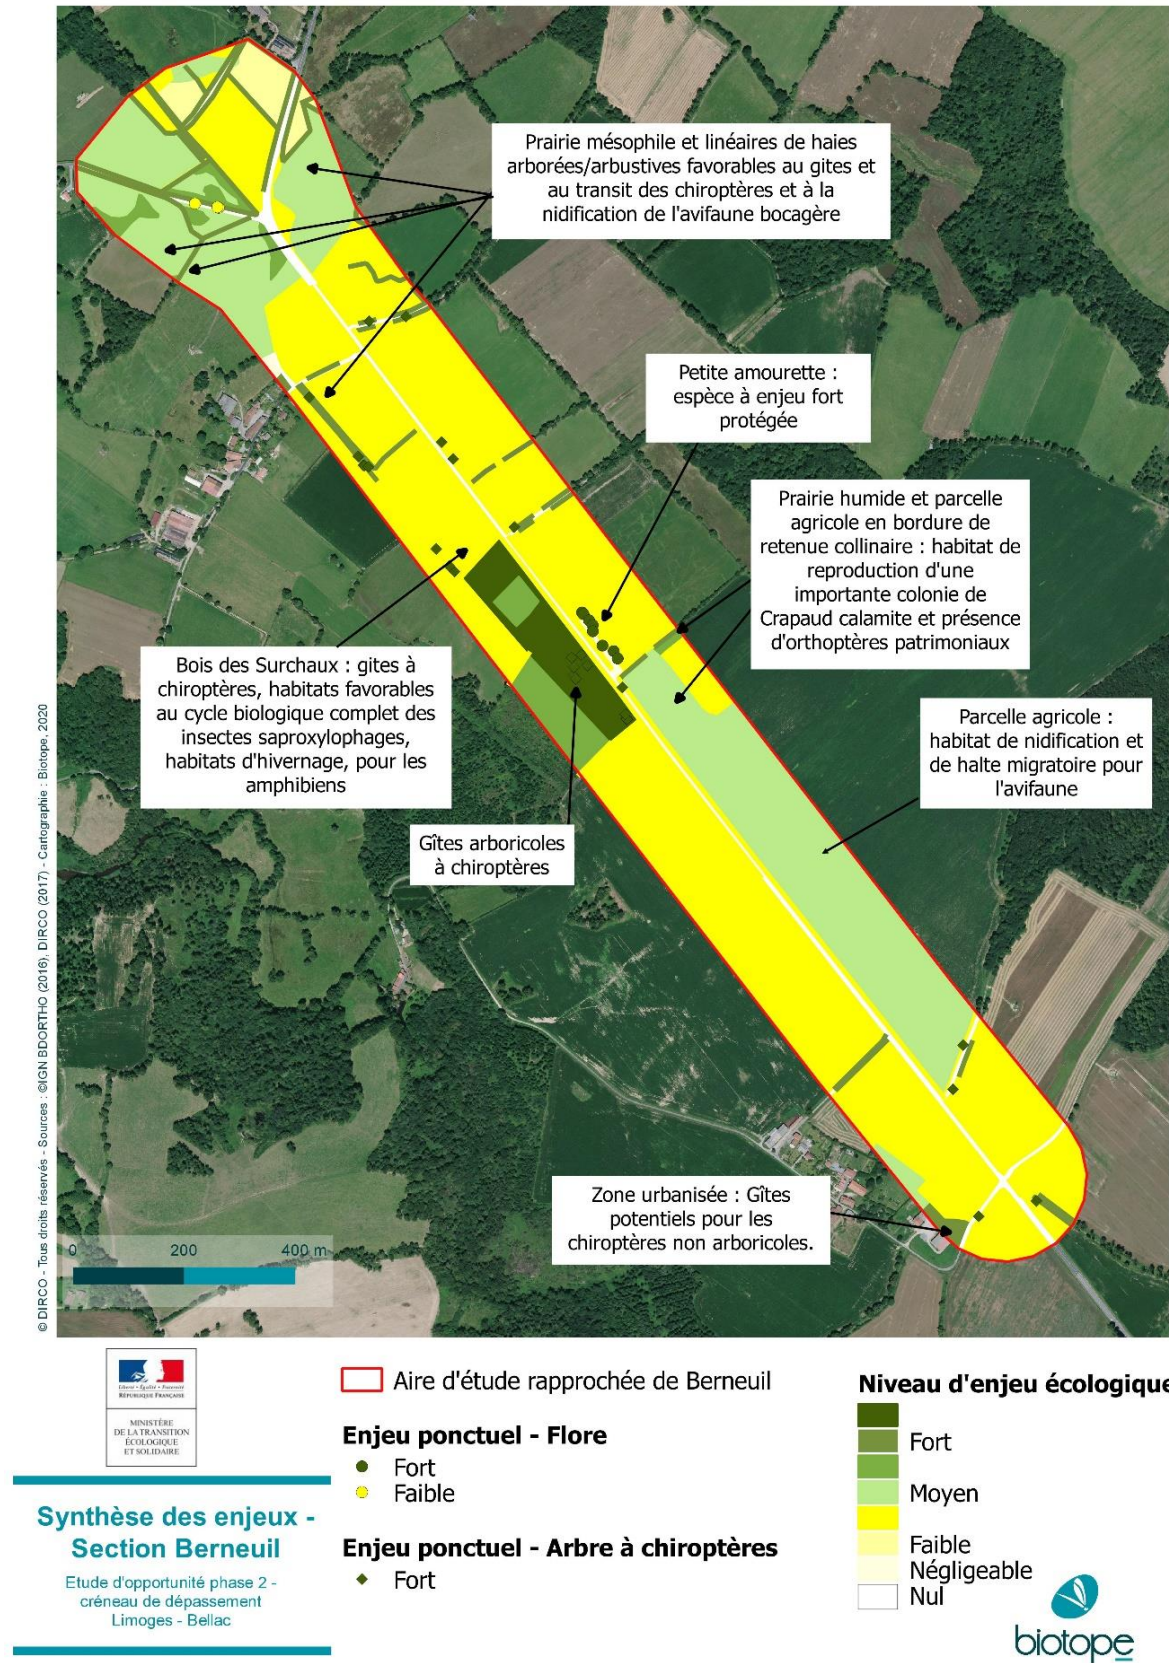 Prairie mésophile et linéaires de haies
arborées/arbustives favorables au gites et
au transit des chiroptères et à la
nidification de l'avifaune bocagère
Petite amourette :
espèce à enjeu fort
protégée
Prairie humide et parcelle
agricole en bordure de
retenue collinaire : habitat de
reproduction d'une
importante colonie de
Crapaud calamite et présence
d'orthoptères patrimoniaux
Bois des Surchaux : gites à
chiroptères, habitats favorables
au cycle biologique complet des
insectes saproxylophages,
habitats d'hivernage, pour les
amphibiens
Parcelle agricole :
habitat de nidification et
de halte migratoire pour
l'avifaune
Gîtes arboricoles
à chiroptères
Zone urbanisée : Gîtes
potentiels pour les
chiroptères non arboricoles.
0 200 400 m
© DIRCO - Tous droits réservés - Sources : ©IGN BDORTHO (2016), DIRCO (2017) - Cartographie : Biotope, 2020
Liberté • Égalité • Fraternité
RÉPUBLIQUE FRANÇAISE
MINISTÈRE
DE LA TRANSITION
ÉCOLOGIQUE
ET SOLIDAIRE
Synthèse des enjeux -
Section Berneuil
Etude d'opportunité phase 2 -
créneau de dépassement
Limoges - Bellac
Aire d'étude rapprochée de Berneuil
Enjeu ponctuel - Flore
Fort
Faible
Enjeu ponctuel - Arbre à chiroptères
Fort
Niveau d'enjeu écologique
Fort
Moyen
Faible
Négligeable
Nul
biotope